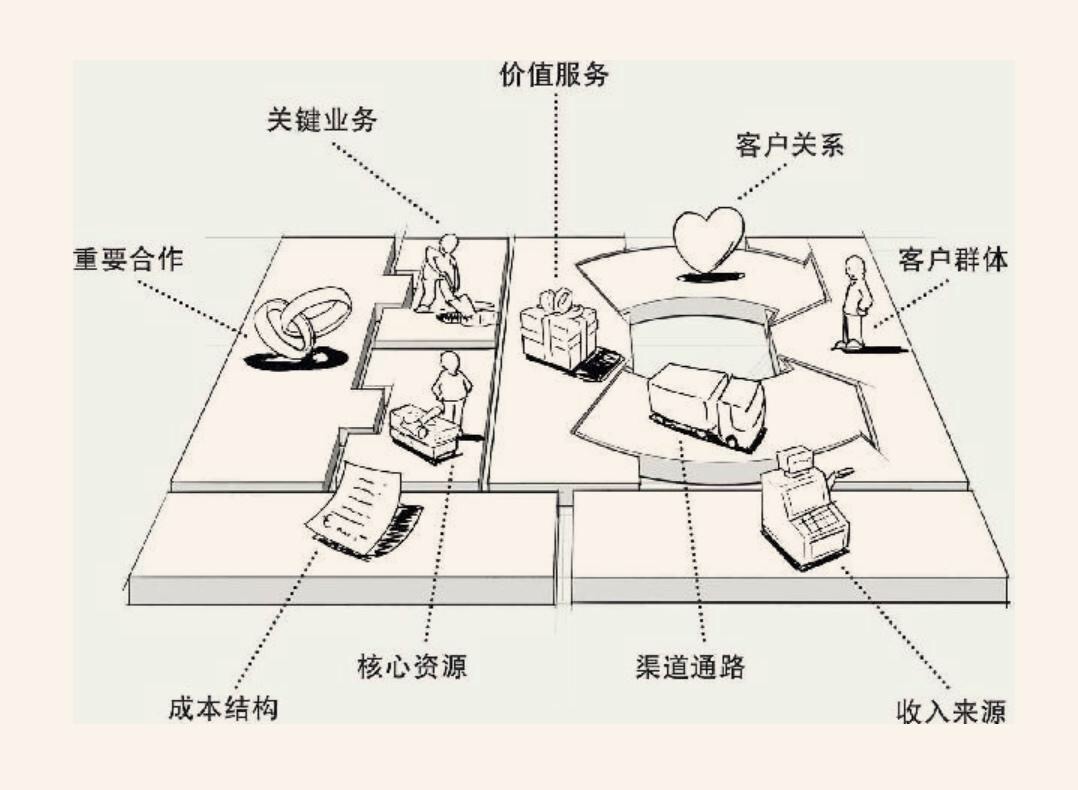 价值服务
关键业务
客户关系
重要合作
客户群体
核心资源
渠道通路
成本结构
收入来源